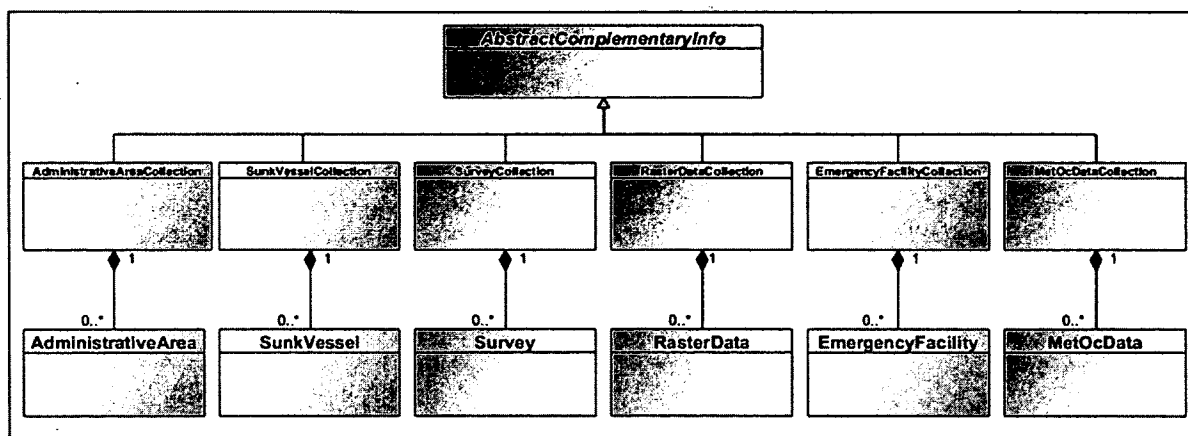 AbstractComplementaryInfo
AdministrativeAreaCollection
SunkVesselCollection
SurveyCollection
RasterDataCollection
EmergencyFacilityCollection
MetOcDataCollection
1
1
1
1
1
1
0..*
0..*
0..*
0..*
0..*
0..*
AdministrativeArea
SunkVessel
Survey
RasterData
EmergencyFacility
MetOcData